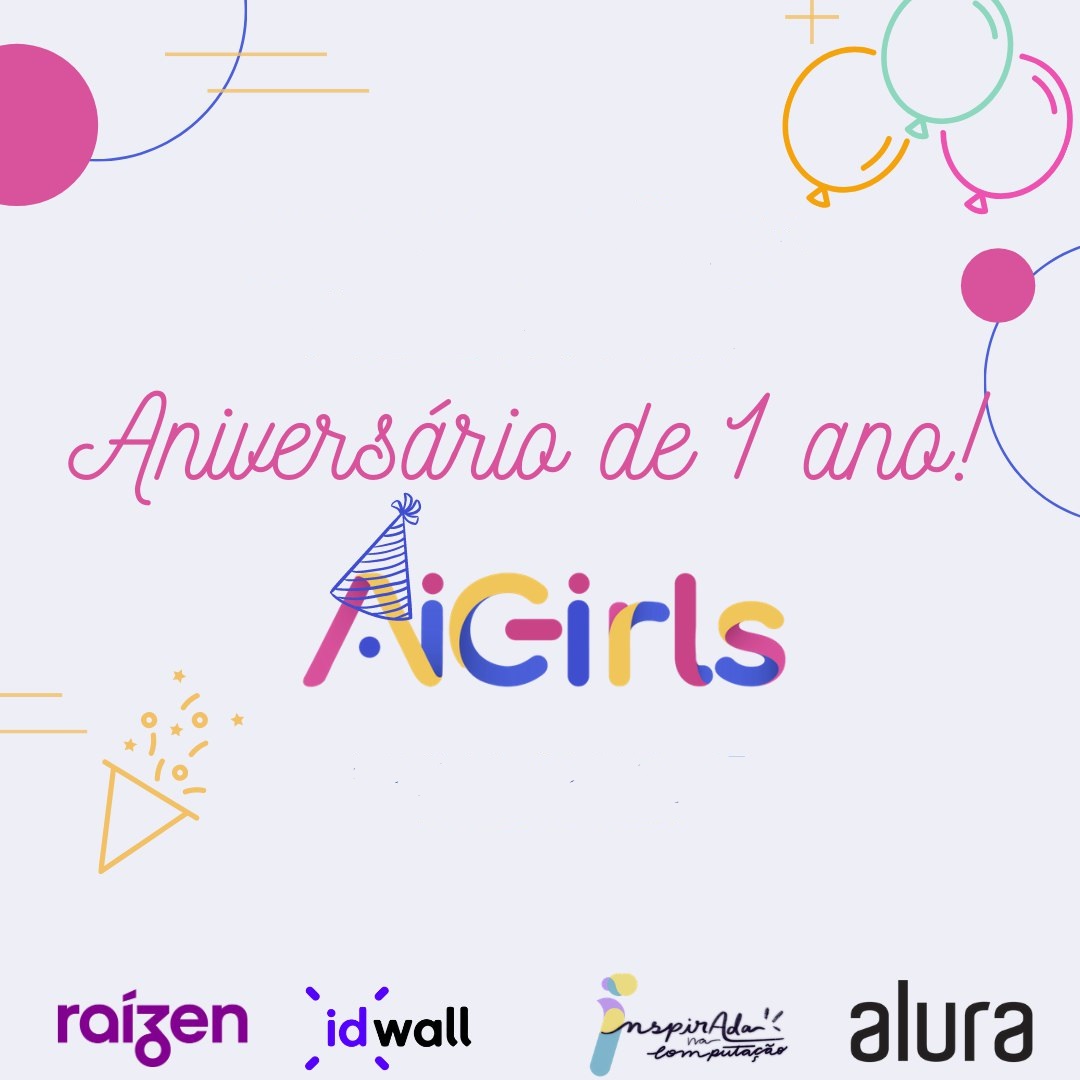 Aniversário de 1 ano!
AiGirls
raízen
idwall
inspirAda
na
computação
alura